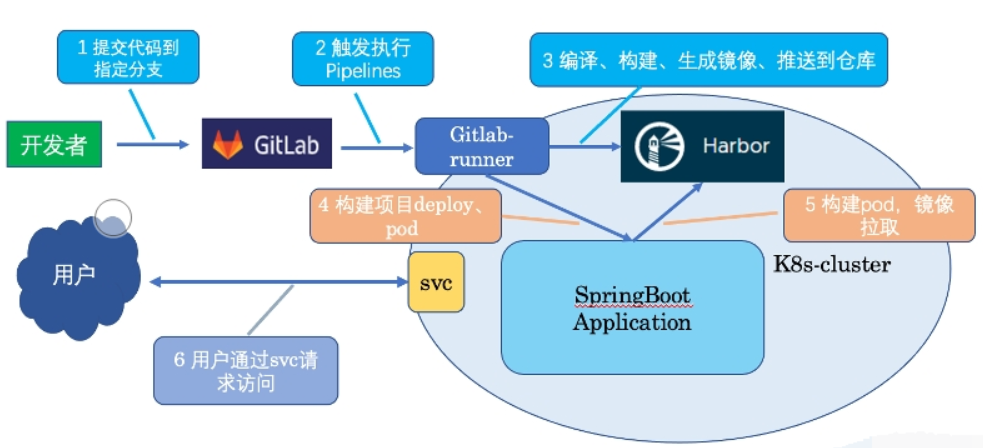 1 提交代码到
指定分支
2 触发执行
Pipelines
3 编译、构建、生成镜像、推送到仓库
开发者
GitLab
Gitlab-
runner
Harbor
4 构建项目deploy、
pod
5 构建pod，镜像
拉取
用户
svc
K8s-cluster
SpringBoot
Application
6 用户通过svc请
求访问